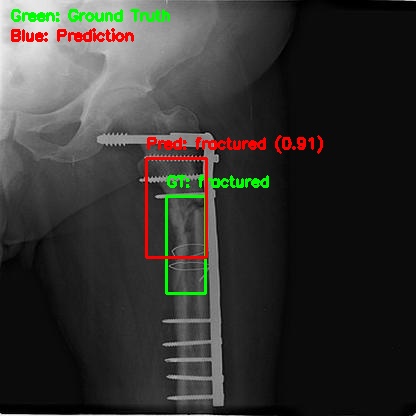 Green: Ground Truth
Blue: Prediction
Pred: fractured (0.91)
GT: fractured